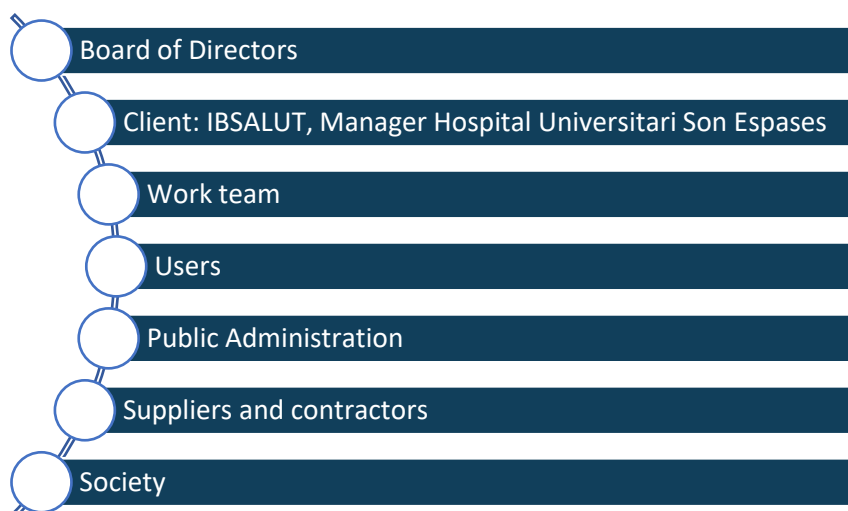 Board of Directors
Client: IBSALUT, Manager Hospital Universitari Son Espases
Work team
Users
Public Administration
Suppliers and contractors
Society